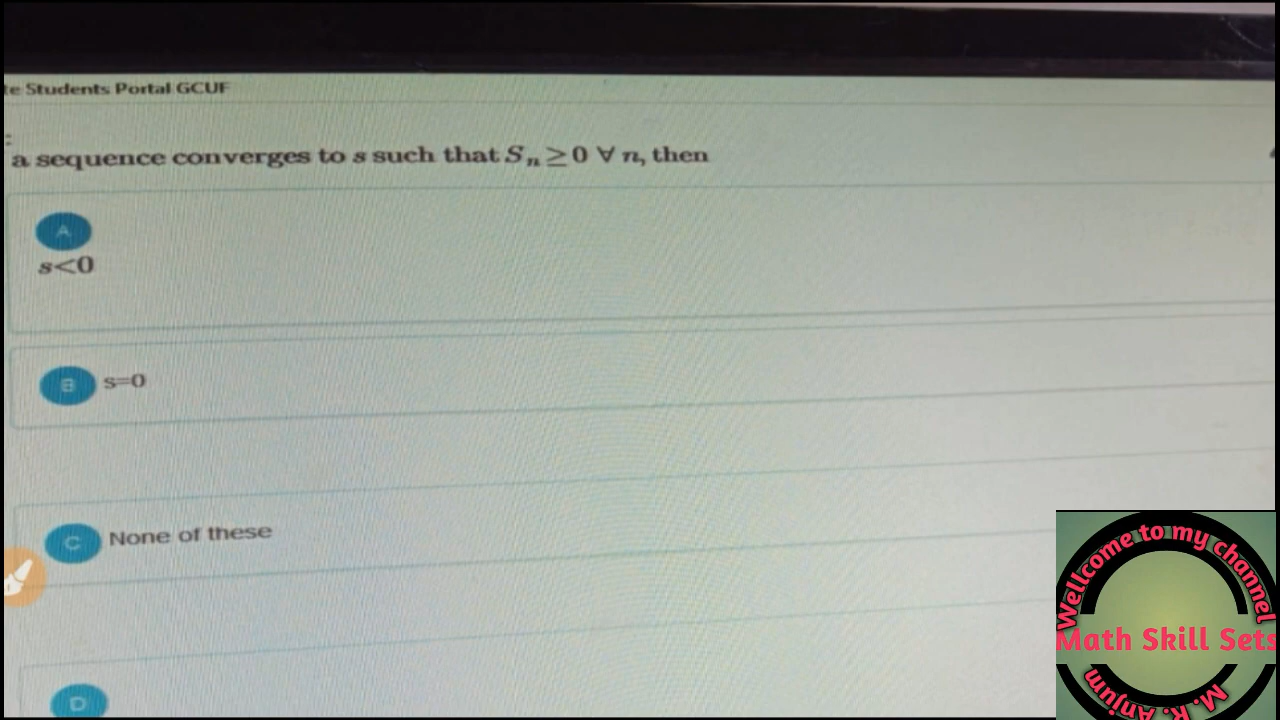 te Students Portal GCUF
:
a sequence converges to s such that Sₙ ≥ 0 ∀ n, then
A
s<0
B s=0
C None of these
D
Wellcome to my channel
Math Skill Sets
M. R. Anjum